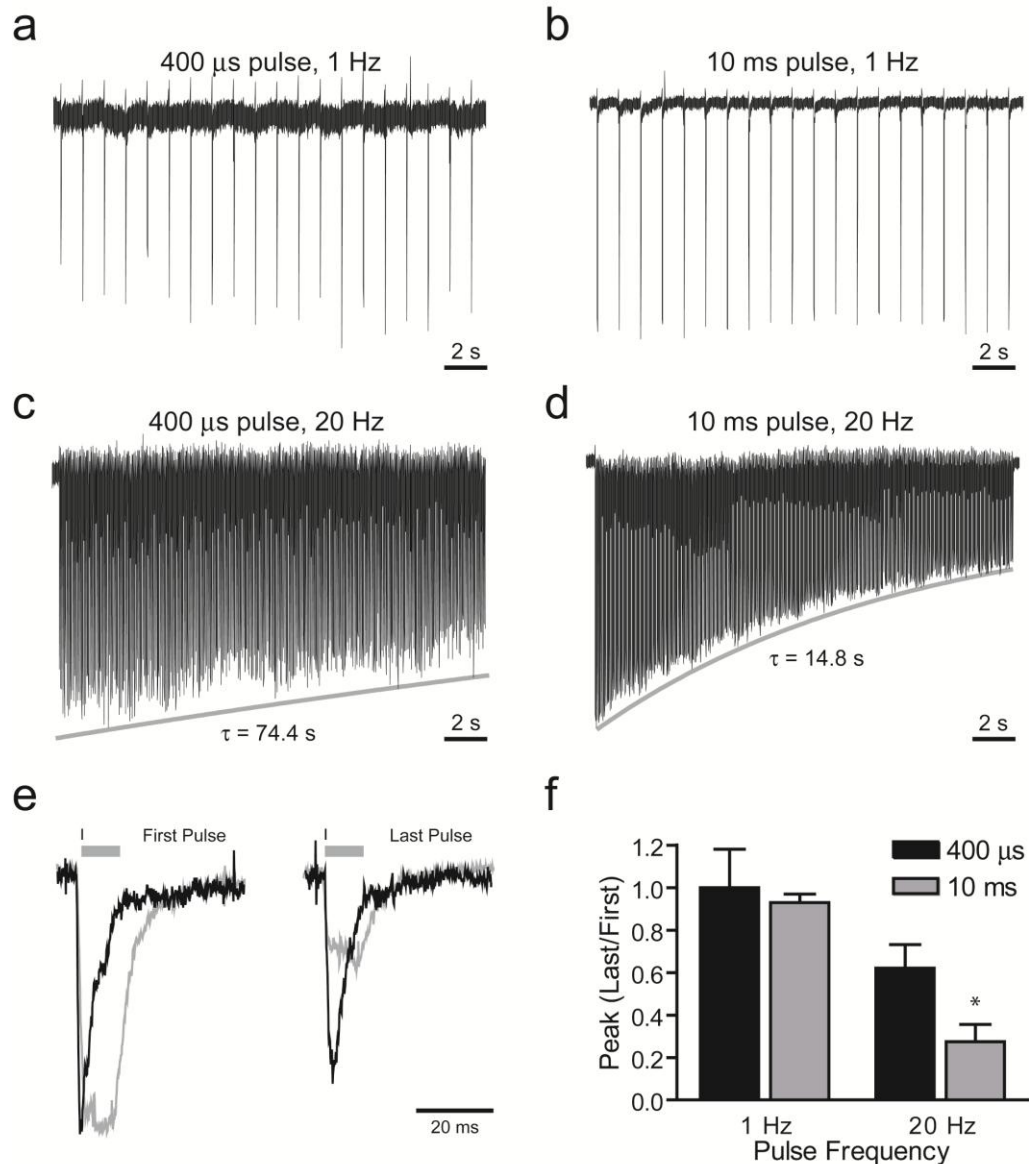 a
400 μs pulse, 1 Hz
2 s
b
10 ms pulse, 1 Hz
2 s
c
400 μs pulse, 20 Hz
τ = 74.4 s
2 s
d
10 ms pulse, 20 Hz
τ = 14.8 s
2 s
e
First Pulse
Last Pulse
20 ms
f
400 μs
10 ms
Peak (Last/First)
1.2
1.0
0.8
0.6
0.4
0.2
0.0
*
1 Hz
20 Hz
Pulse Frequency